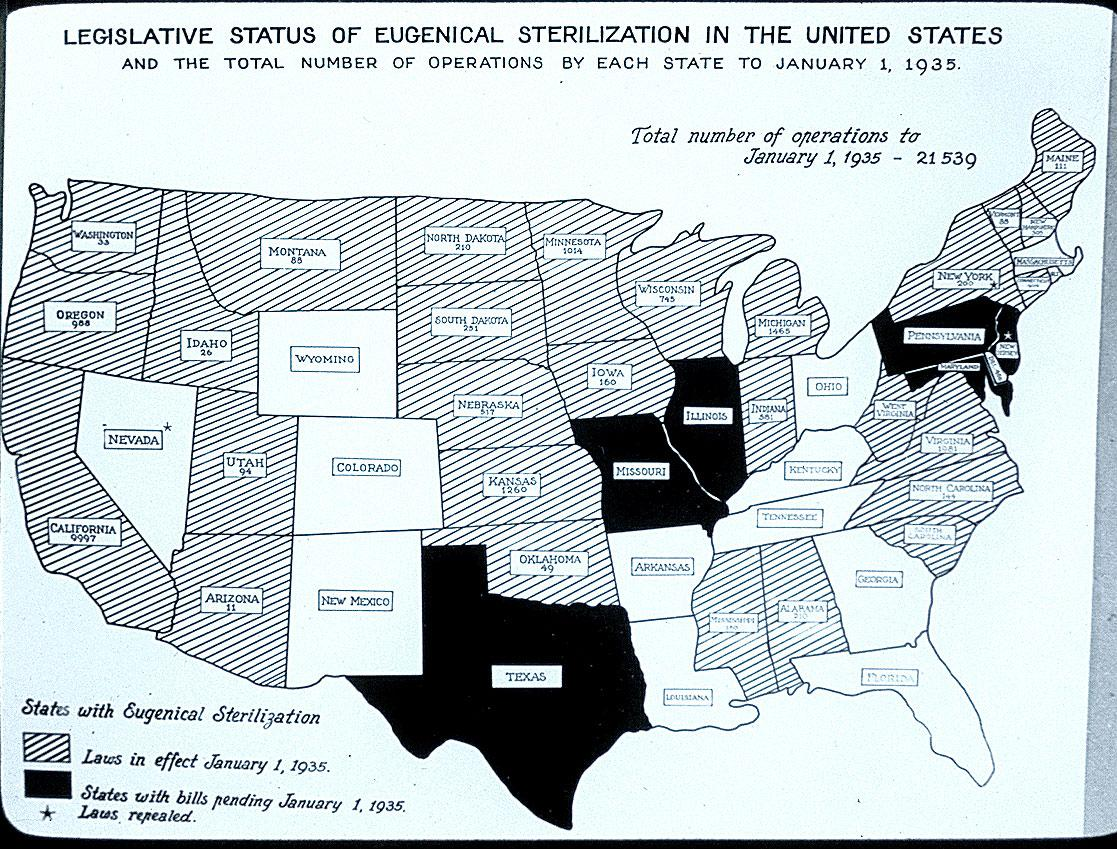 LEGISLATIVE STATUS OF EUGENICAL STERILIZATION IN THE UNITED STATES
AND THE TOTAL NUMBER OF OPERATIONS BY EACH STATE TO JANUARY 1, 1935.
Total number of operations to
January 1, 1935 – 21539
MAINE
111
VERMONT
88
NEW
HAMPSHIRE
MASSACHUSETTS
CONNECTICUT
R.I.
WASHINGTON
33
MONTANA
88
NORTH DAKOTA
210
MINNESOTA
1014
WISCONSIN
745
NEW YORK
★
OREGON
988
IDAHO
26
SOUTH DAKOTA
251
MICHIGAN
1465
PENNSYLVANIA
★
NEW
JERSEY
WYOMING
IOWA
160
OHIO
MARYLAND
DEL.
NEBRASKA
317
ILLINOIS
INDIANA
WEST
VIRGINIA
NEVADA
★
UTAH
94
COLORADO
KANSAS
1260
MISSOURI
KENTUCKY
VIRGINIA
NORTH CAROLINA
TENNESSEE
CALIFORNIA
9997
SOUTH
CAROLINA
OKLAHOMA
49
ARKANSAS
GEORGIA
ARIZONA
11
NEW MEXICO
MISSISSIPPI
ALABAMA
TEXAS
LOUISIANA
FLORIDA
States with Eugenical Sterilization
Laws in effect January 1, 1935.
States with bills pending January 1, 1935.
★ Laws repealed.